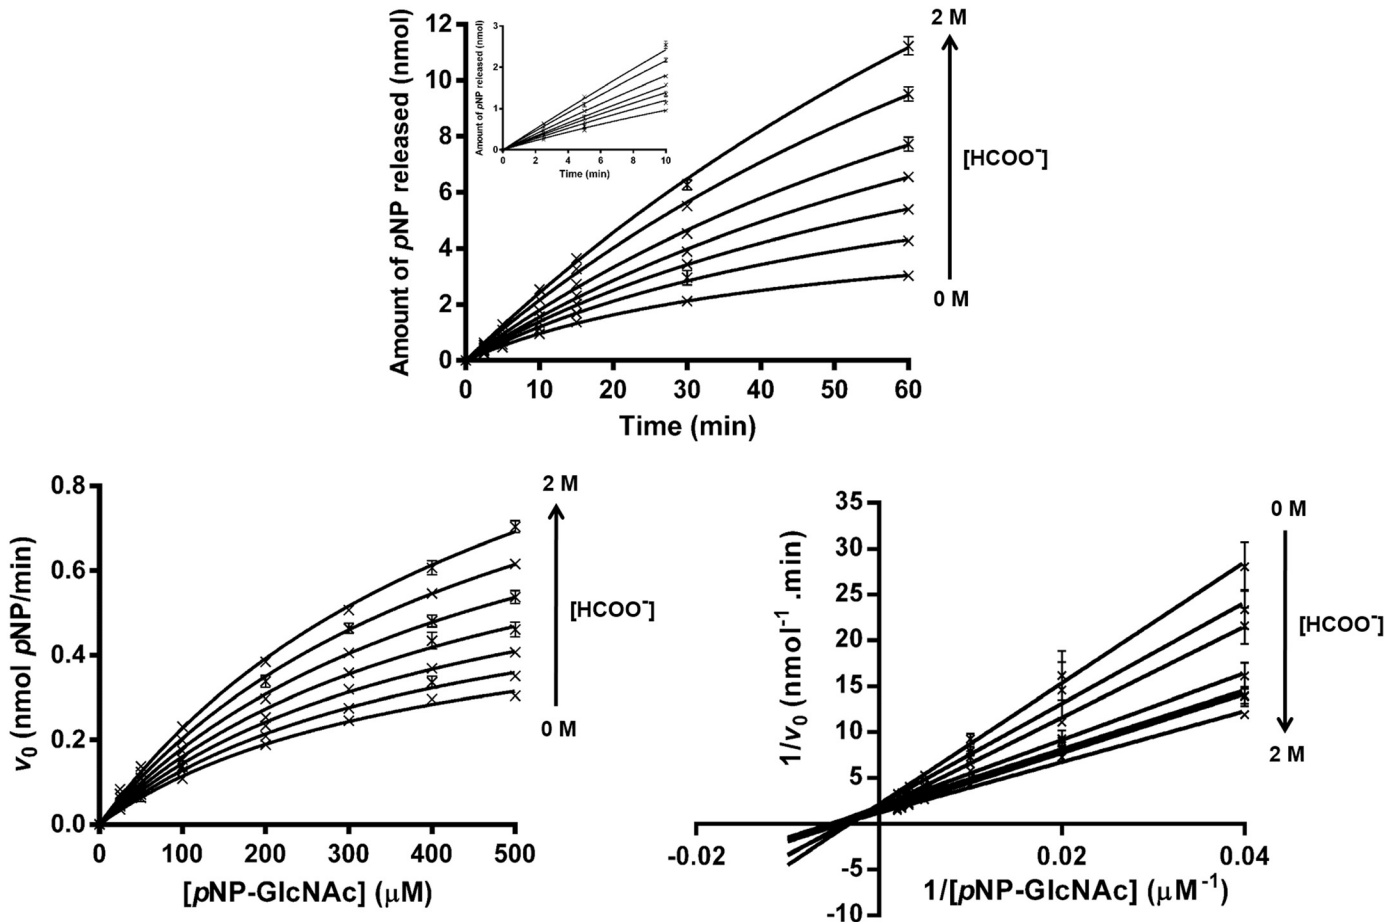 Amount of pNP released (nmol)
12
10
8
6
4
2
0
0
10
20
30
40
50
60
Time (min)
Amount of pNP released (nmol)
3
2
1
0
0
2
4
6
8
10
Time (min)
2 M
[HCOO⁻]
0 M
v₀ (nmol pNP/min)
0.8
0.6
0.4
0.2
0.0
0
100
200
300
400
500
[pNP-GlcNAc] (μM)
2 M
[HCOO⁻]
0 M
1/v₀ (nmol⁻¹ .min)
35
30
25
20
15
10
5
-5
-10
-0.02
0.00
0.02
0.04
1/[pNP-GlcNAc] (μM⁻¹)
0 M
[HCOO⁻]
2 M